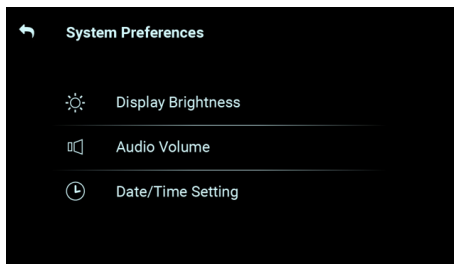 System Preferences
Display Brightness
Audio Volume
Date/Time Setting